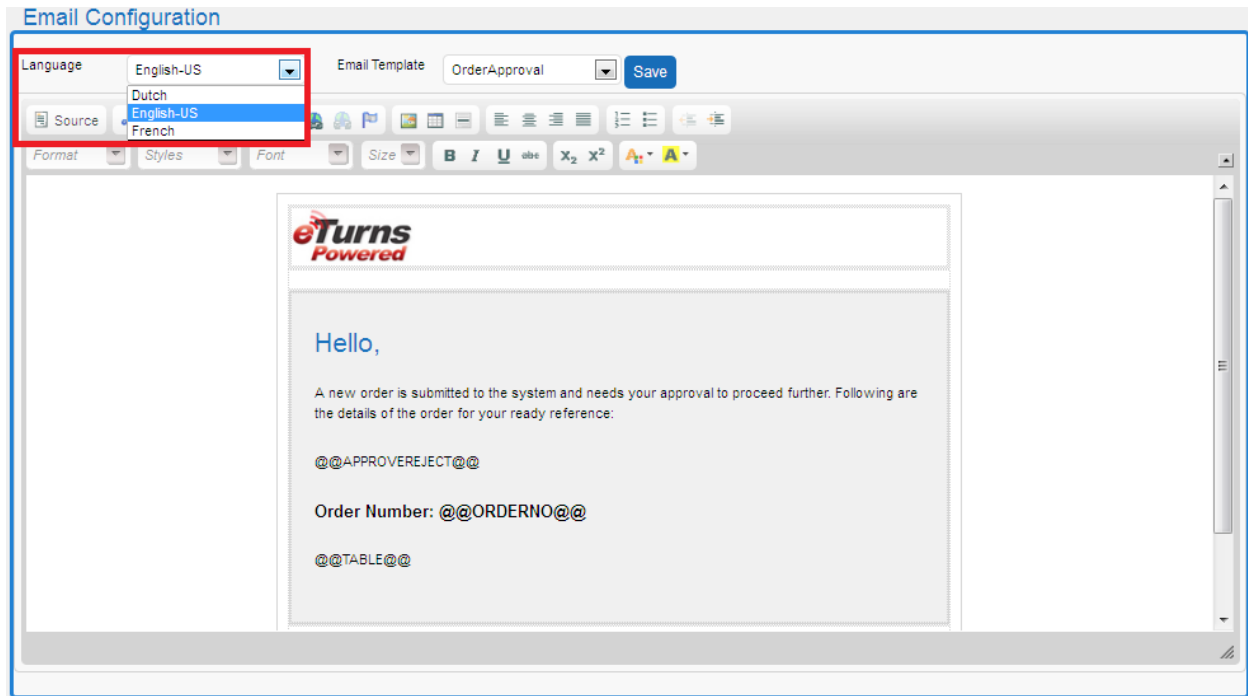 Email Configuration
Language English-US Email Template OrderApproval Save
Dutch
English-US
French
Source
Format Styles Font Size B I U abc X₂ X² A A
eTurns
Powered
Hello,
A new order is submitted to the system and needs your approval to proceed further. Following are
the details of the order for your ready reference:
@@APPROVEREJECT@@
Order Number: @@ORDERNO@@
@@TABLE@@